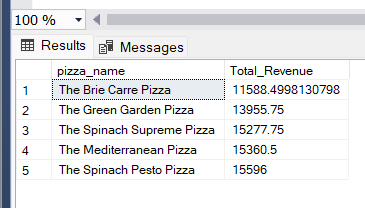 100 %
Results Messages
pizza_name Total_Revenue
1 The Brie Carre Pizza 11588.4998130798
2 The Green Garden Pizza 13955.75
3 The Spinach Supreme Pizza 15277.75
4 The Mediterranean Pizza 15360.5
5 The Spinach Pesto Pizza 15596